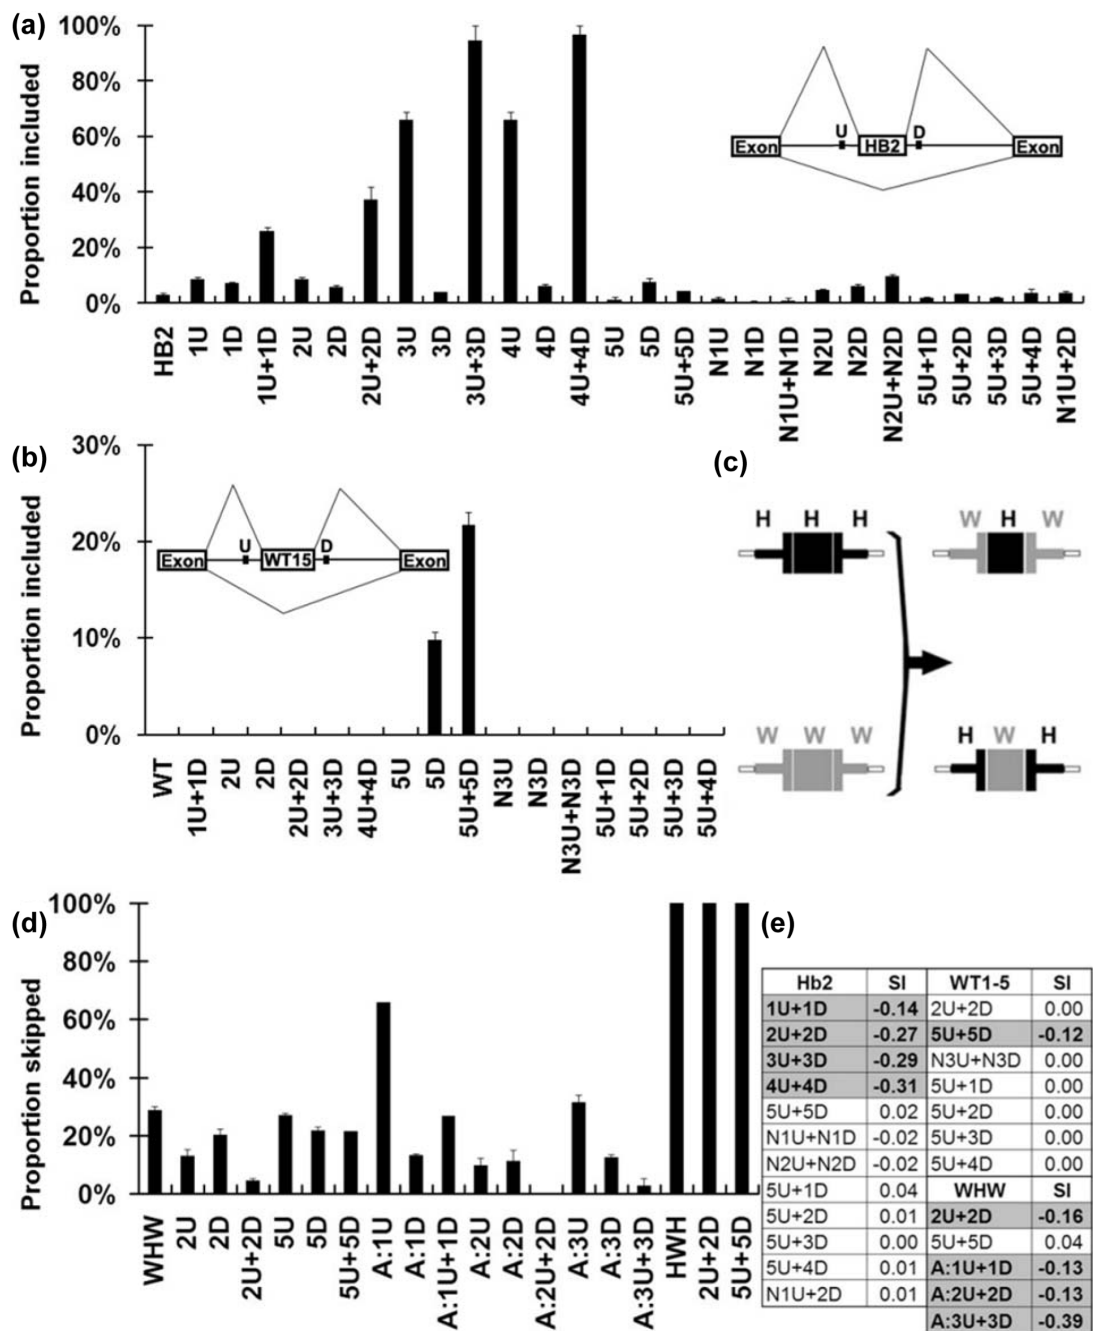 (a)
Proportion included
100%
80%
60%
40%
20%
0%
U D
Exon HB2 Exon
HB2 1U 1D 1U+1D 2U 2D 2U+2D 3U 3D 3U+3D 4U 4D 4U+4D 5U 5D 5U+5D N1U N1D N1U+N1D N2U N2D N2U+N2D 5U+1D 5U+2D 5U+3D 5U+4D N1U+2D
(b)
Proportion included
30%
20%
10%
0%
U D
Exon WT15 Exon
WT 1U+1D 2U 2D 2U+2D 3U+3D 4U+4D 5U 5D 5U+5D N3U N3D N3U+N3D 5U+1D 5U+2D 5U+3D 5U+4D
(c)
H H H
W H W
W W W
H W H
(d)
Proportion skipped
100%
80%
60%
40%
20%
0%
WHW 2U 2D 2U+2D 5U 5D 5U+5D A:1U A:1D A:1U+1D A:2U A:2D A:2U+2D A:3U A:3D A:3U+3D HWH 2U+2D 5U+5D
(e)
Hb2 SI WT1-5 SI
1U+1D -0.14 2U+2D 0.00
2U+2D -0.27 5U+5D -0.12
3U+3D -0.29 N3U+N3D 0.00
4U+4D -0.31 5U+1D 0.00
5U+5D 0.02 5U+2D 0.00
N1U+N1D -0.02 5U+3D 0.00
N2U+N2D -0.02 5U+4D 0.00
5U+1D 0.04 WHW SI
5U+2D 0.01 2U+2D -0.16
5U+3D 0.00 5U+5D 0.04
5U+4D 0.01 A:1U+1D -0.13
N1U+2D 0.01 A:2U+2D -0.13
A:3U+3D -0.39